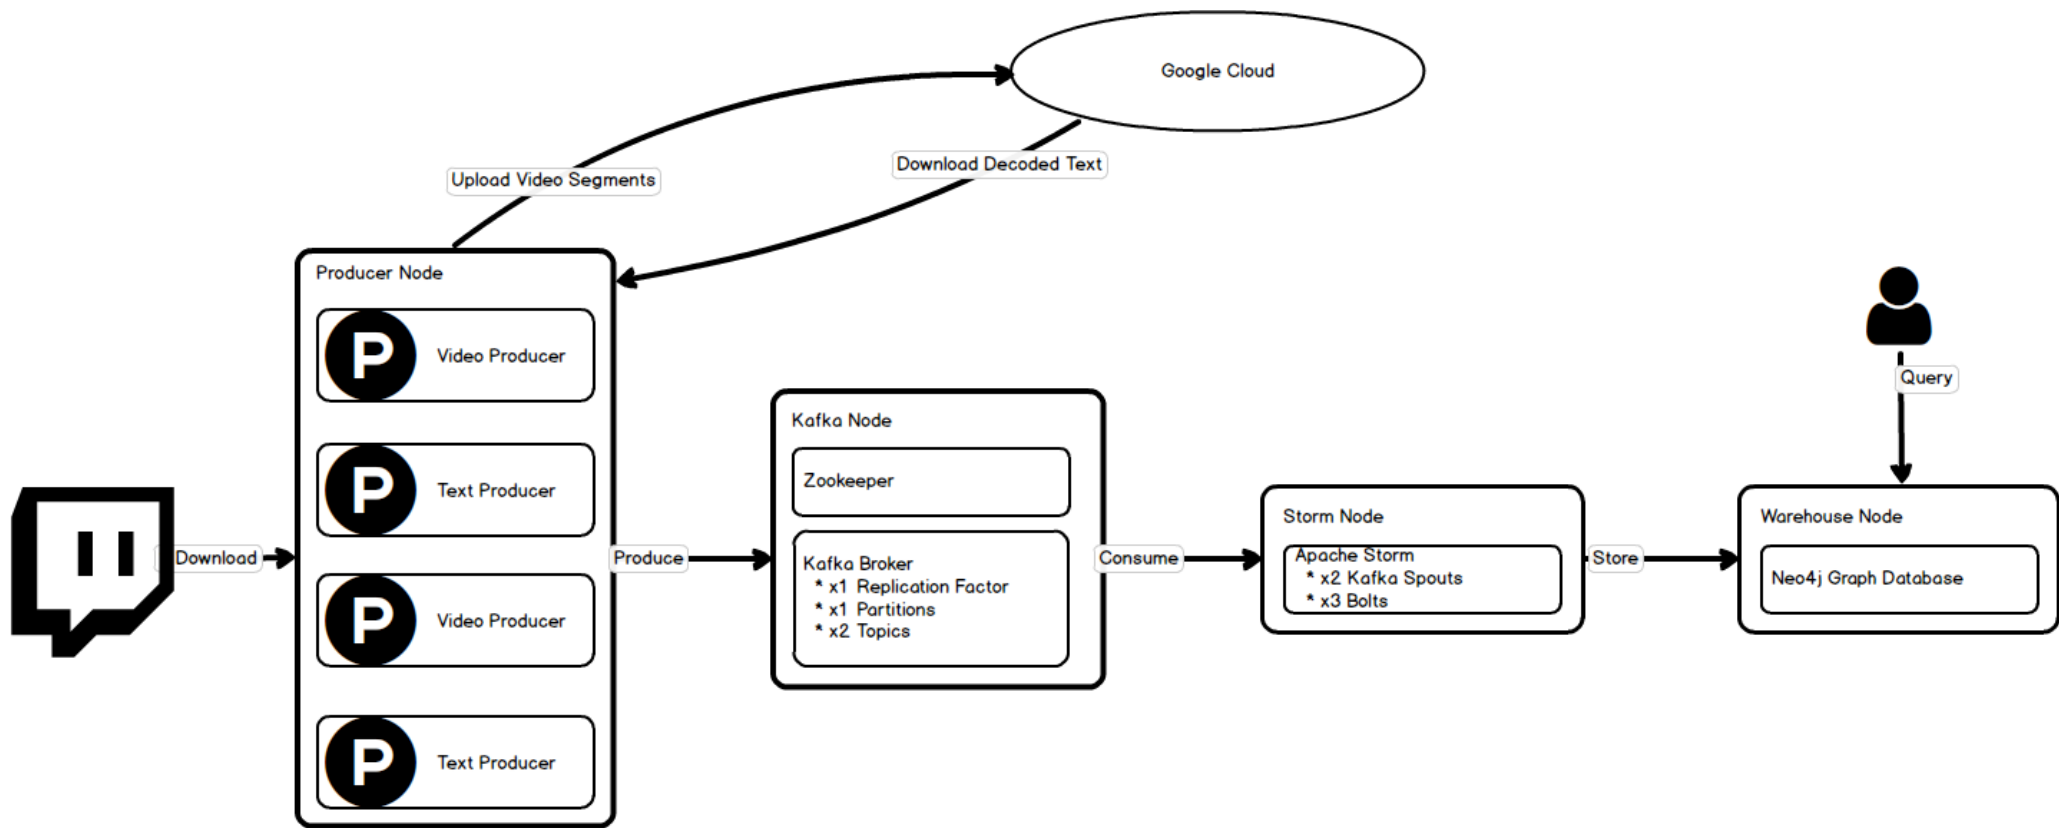 Google Cloud
Upload Video Segments
Download Decoded Text
Producer Node
P Video Producer
P Text Producer
P Video Producer
P Text Producer
Download
Produce
Kafka Node
Zookeeper
Kafka Broker
* x1 Replication Factor
* x1 Partitions
* x2 Topics
Consume
Storm Node
Apache Storm
* x2 Kafka Spouts
* x3 Bolts
Store
Query
Warehouse Node
Neo4j Graph Database